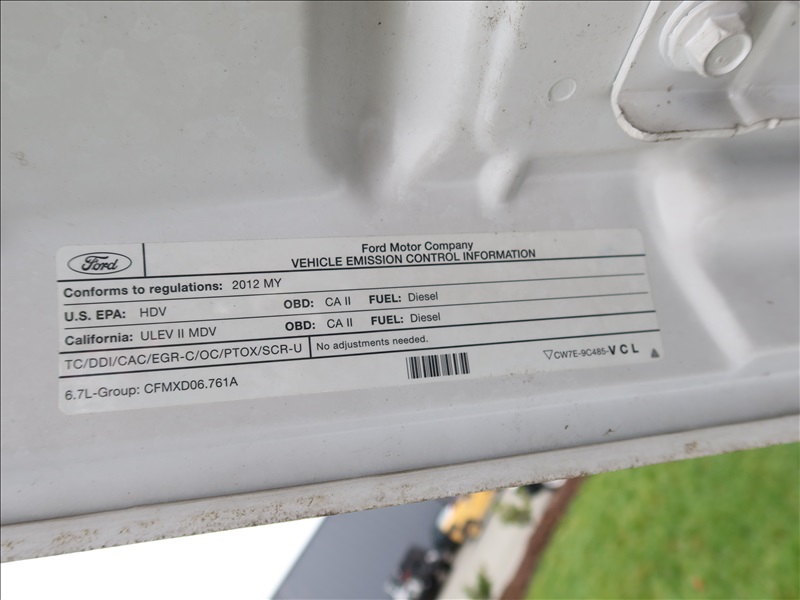 Ford
Ford Motor Company
VEHICLE EMISSION CONTROL INFORMATION
Conforms to regulations: 2012 MY
U.S. EPA: HDV OBD: CA II FUEL: Diesel
California: ULEV II MDV OBD: CA II FUEL: Diesel
TC/DDI/CAC/EGR-C/OC/PTOX/SCR-U No adjustments needed.
6.7L-Group: CFMXD06.761A
CW7E-9C485-VCL